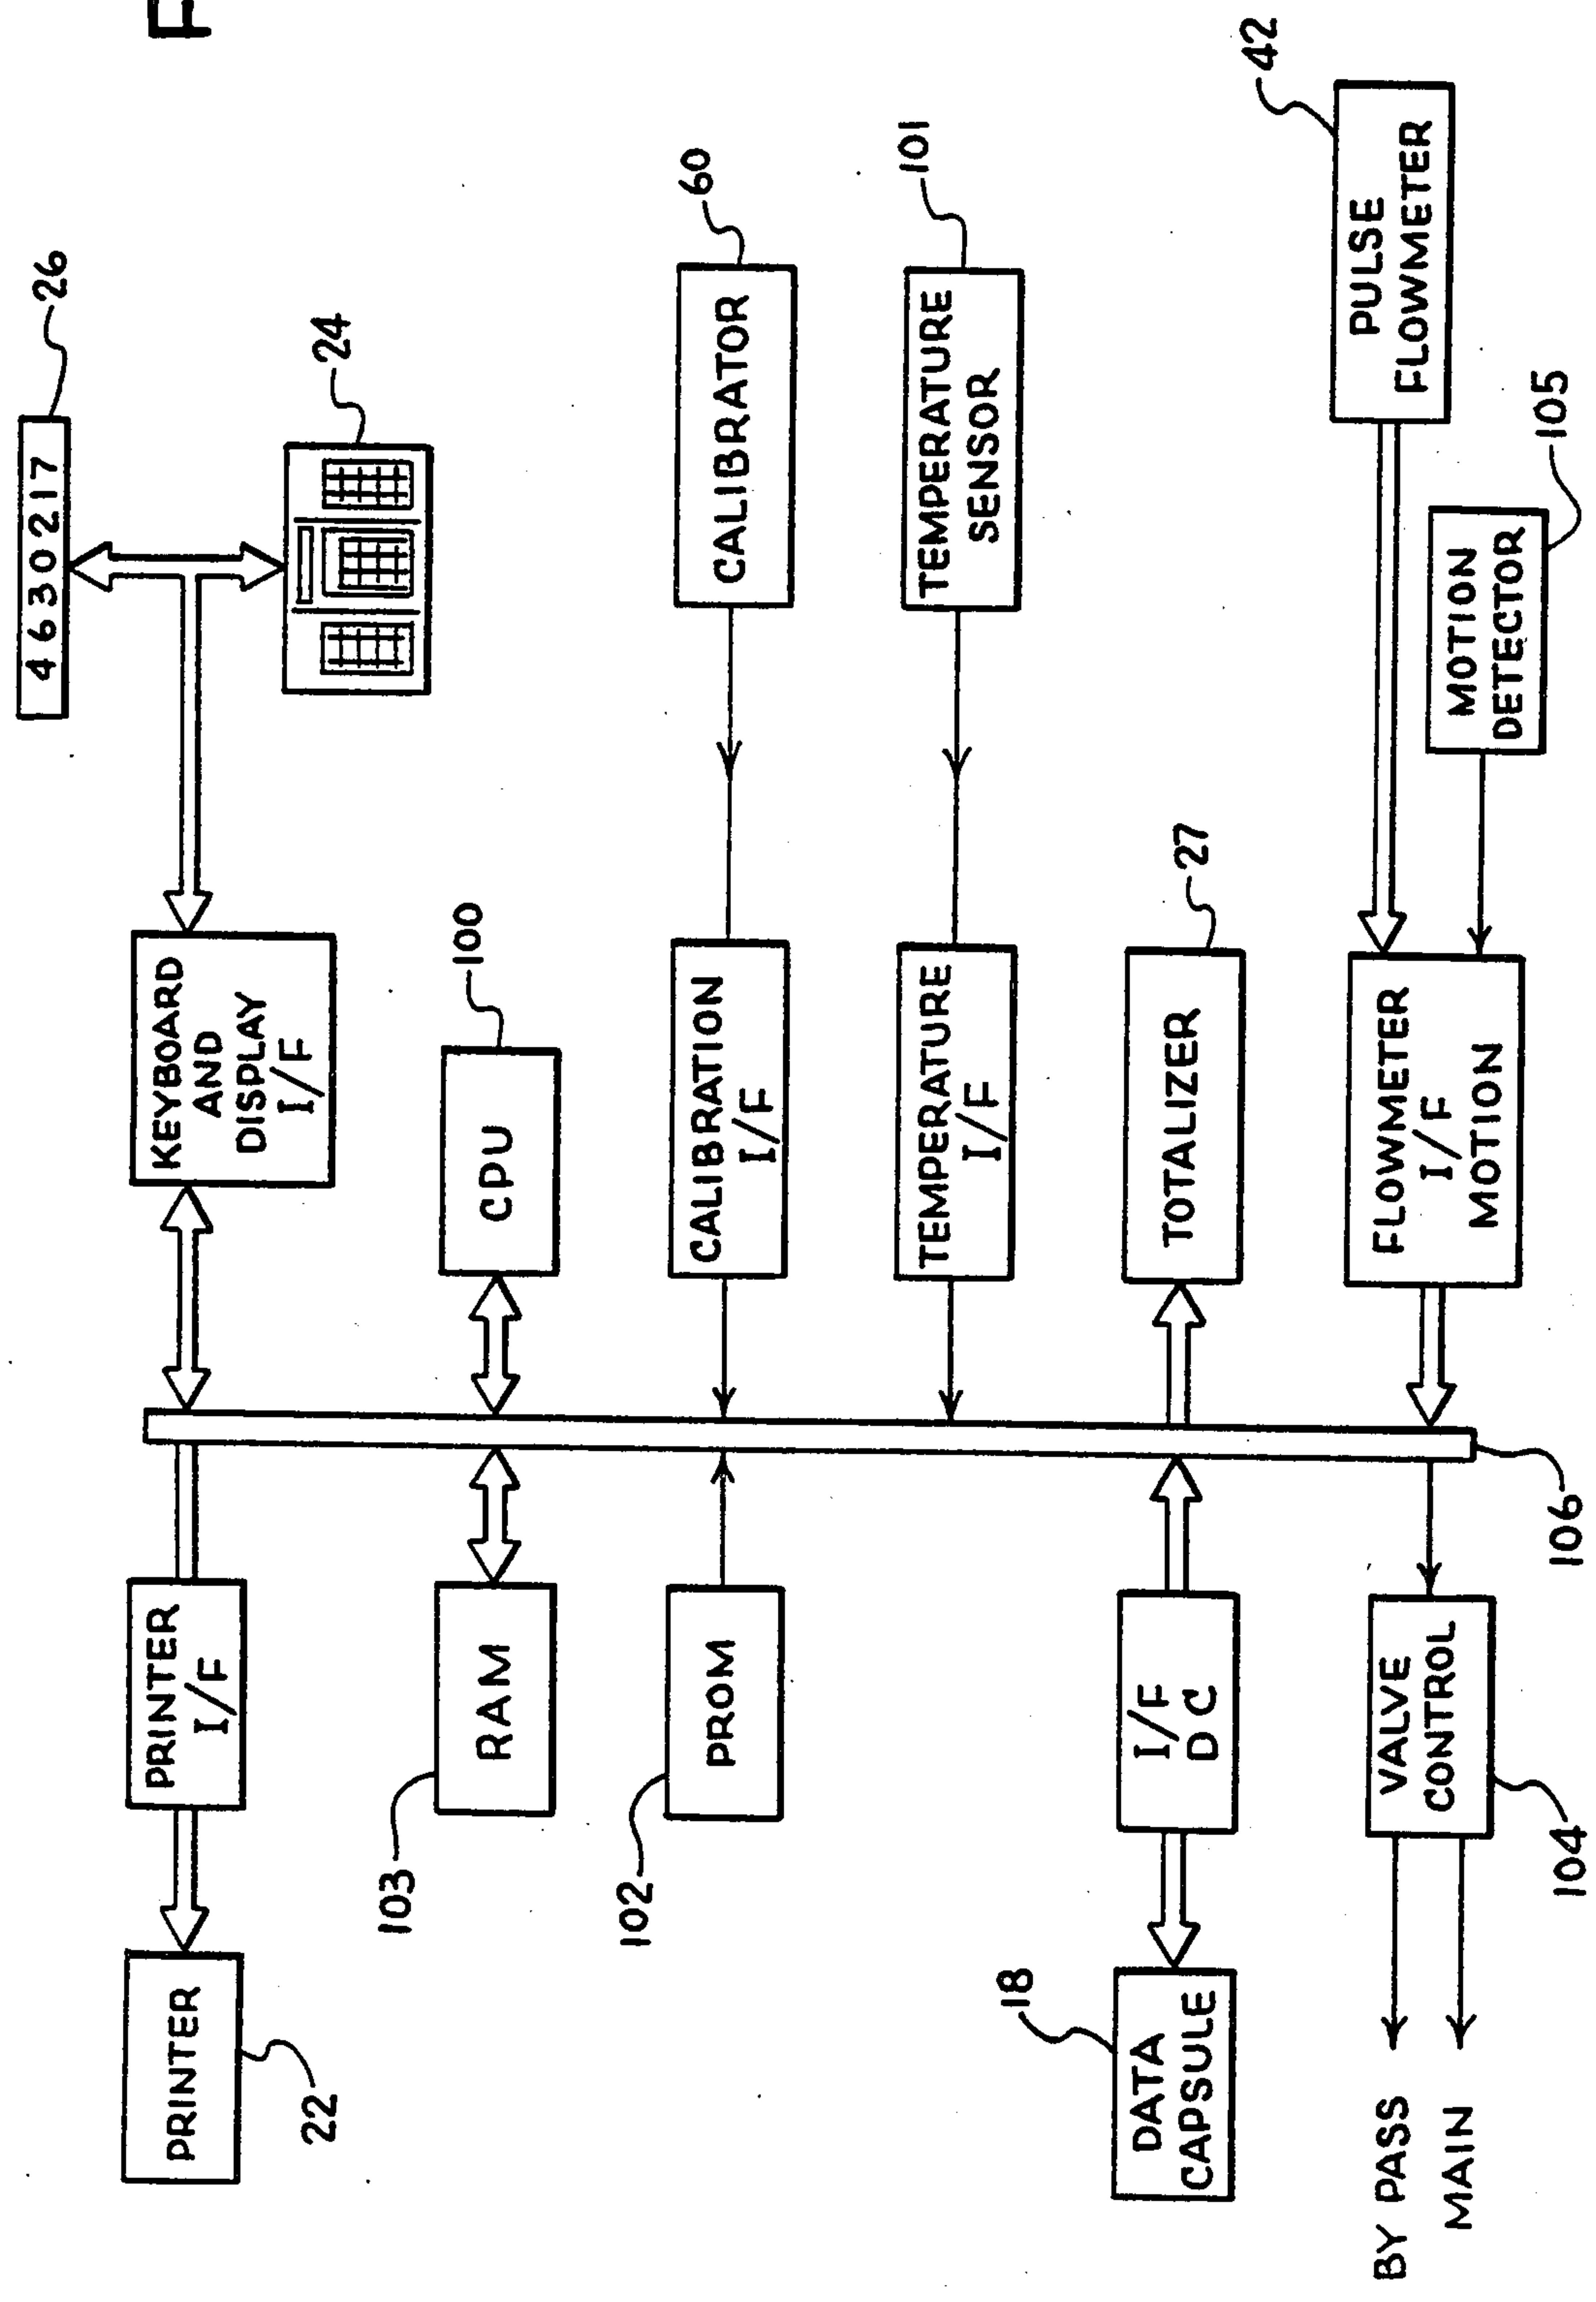 F
4630217
26
24
KEYBOARD
AND
DISPLAY
I/F
PRINTER
I/F
PRINTER
22
CPU
100
RAM
103
CALIBRATOR
60
CALIBRATION
I/F
PROM
102
TEMPERATURE
SENSOR
101
TEMPERATURE
I/F
TOTALIZER
27
I/F
DC
DATA
CAPSULE
18
PULSE
FLOWMETER
42
MOTION
DETECTOR
105
FLOWMETER
I/F
MOTION
106
VALVE
CONTROL
104
BY PASS
MAIN